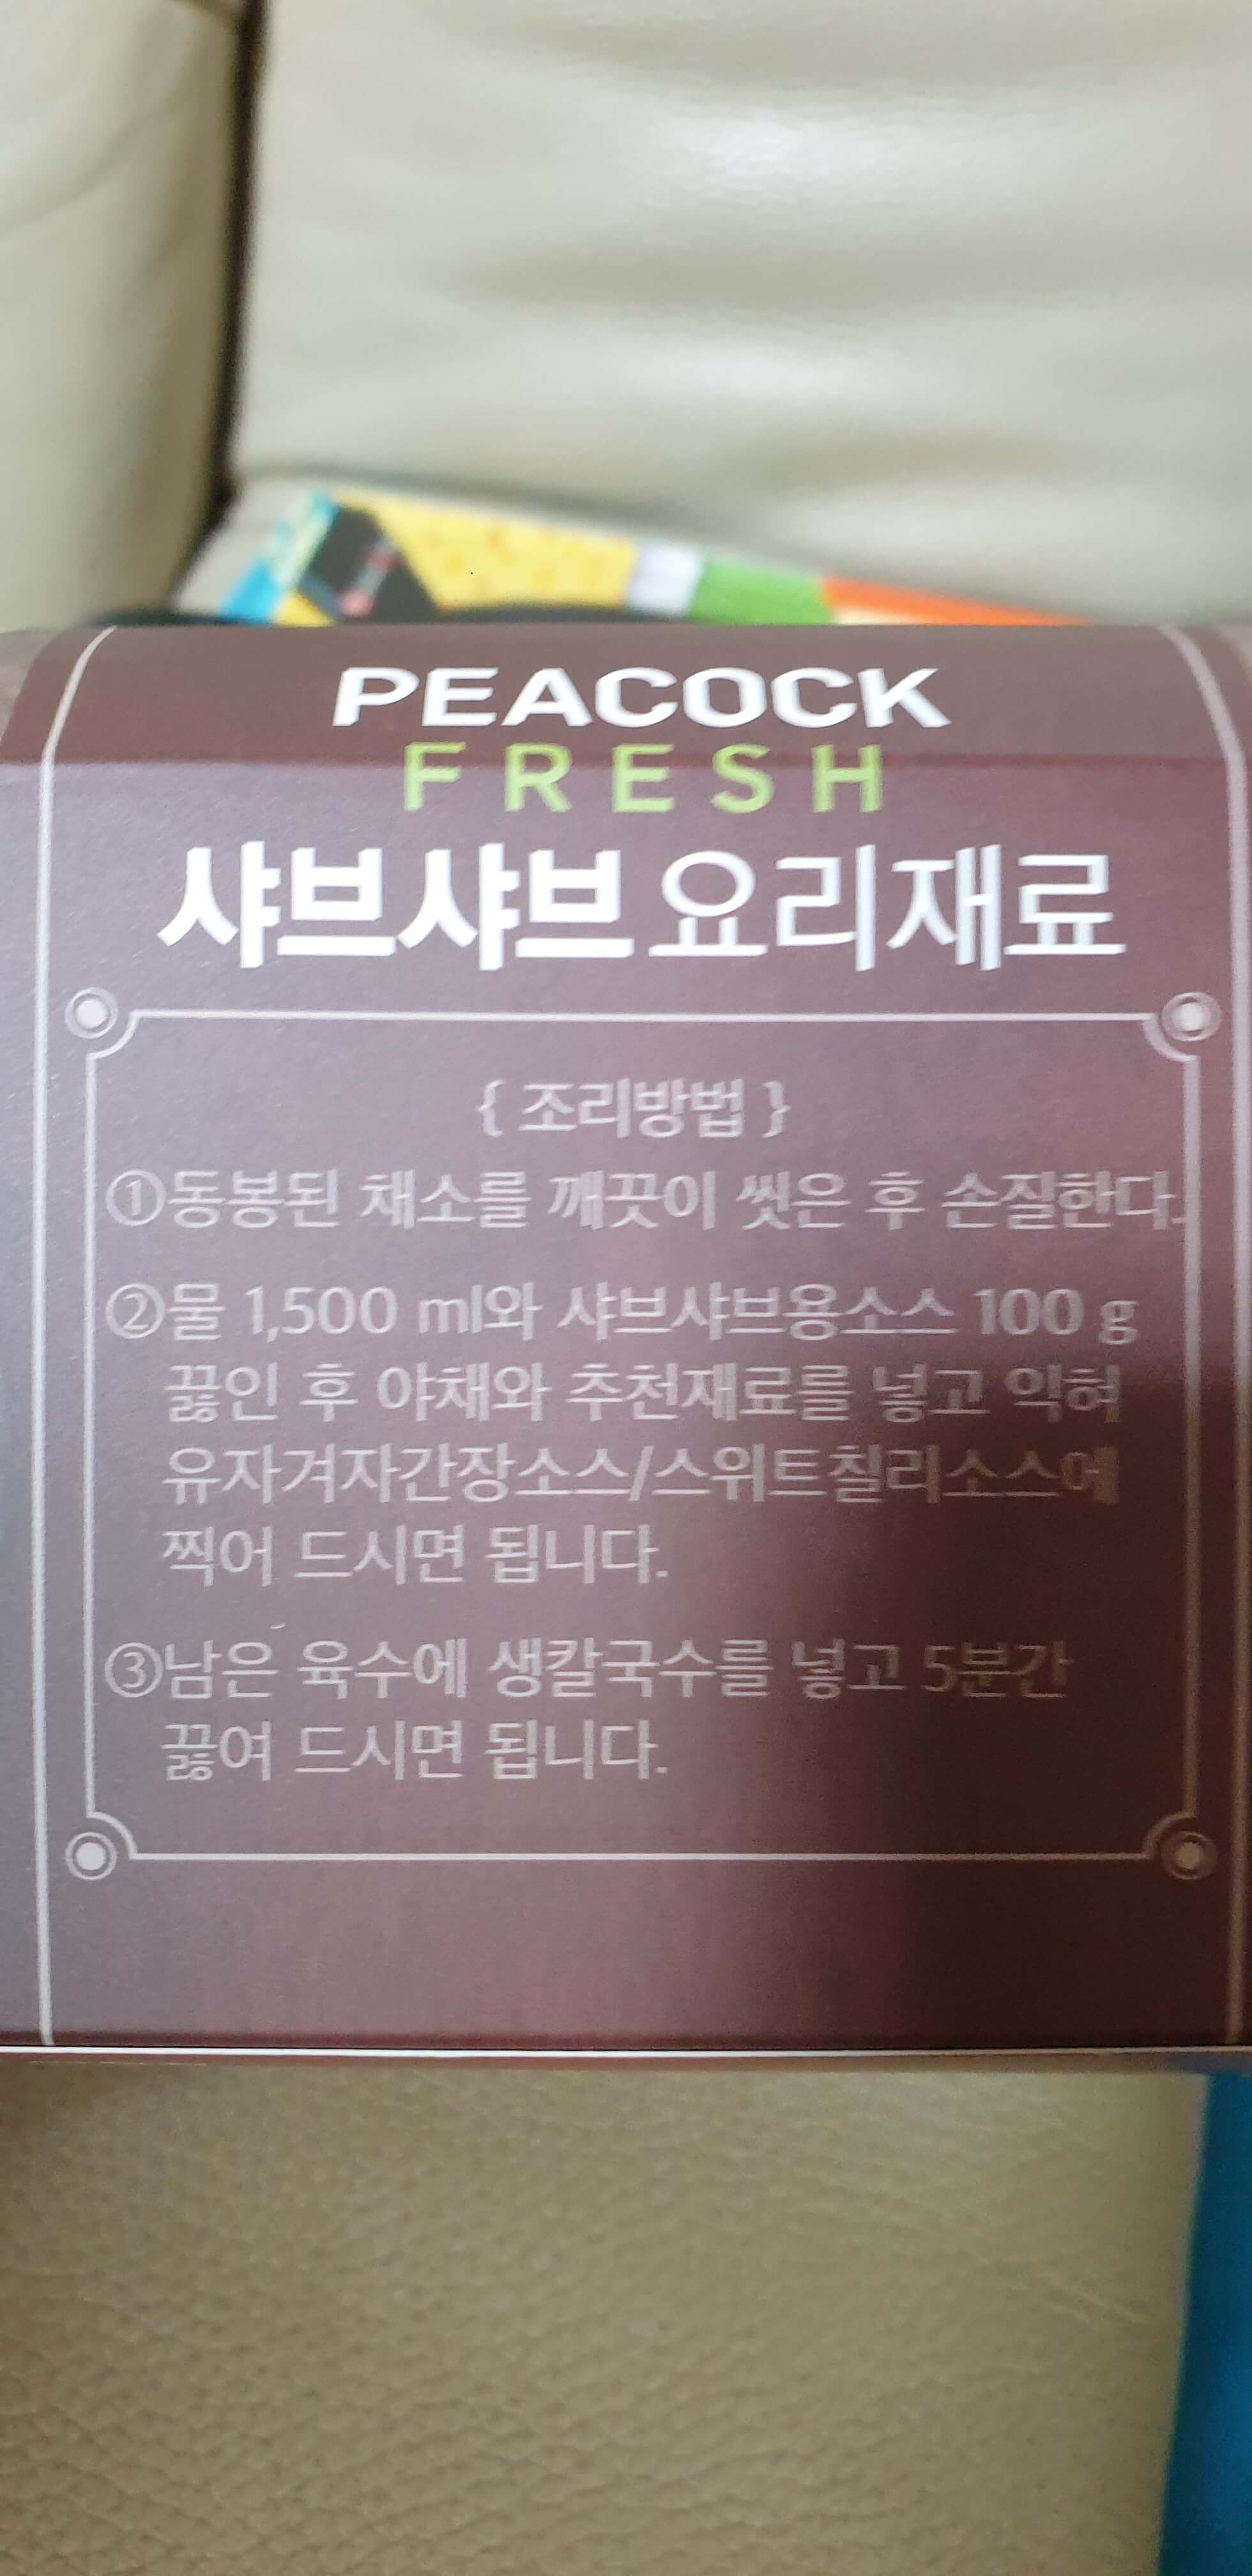 PEACOCK
FRESH
샤브샤브요리재료
{ 조리방법 }
①동봉된 채소를 깨끗이 씻은 후 손질한다.
②물 1,500 ml와 샤브샤브용소스 100 g
끓인 후 야채와 추천재료를 넣고 익혀
유자겨자간장소스/스위트칠리소스에
찍어 드시면 됩니다.
③남은 육수에 생칼국수를 넣고 5분간
끓여 드시면 됩니다.